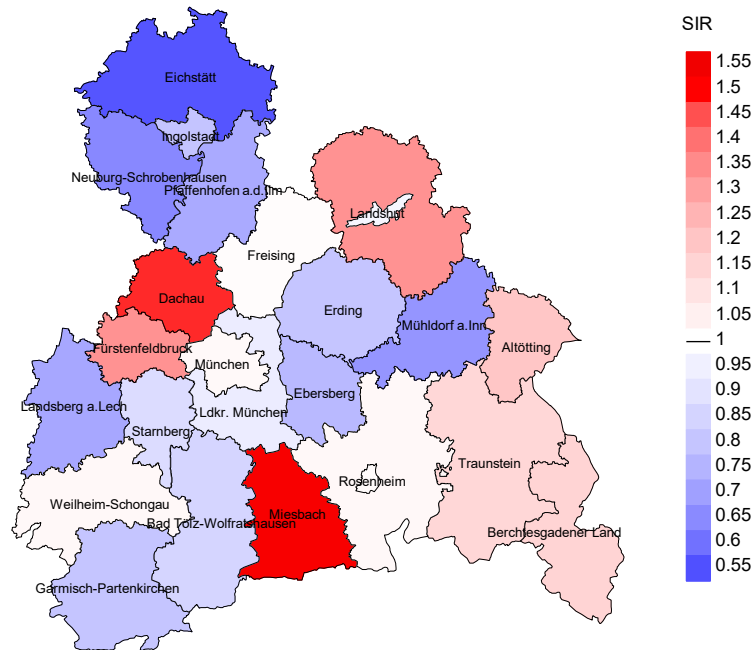 SIR
Eichstätt
Ingolstadt
Neuburg-Schrobenhausen
Pfaffenhofen a.d.Ilm
Landshut
Freising
Dachau
Erding
Mühldorf a.Inn
Fürstenfeldbruck
Altötting
München
Ebersberg
Landsberg a.Lech
Ldkr. München
Starnberg
Traunstein
Rosenheim
Weilheim-Schongau
Miesbach
Bad Tölz-Wolfratshausen
Berchtesgadener Land
Garmisch-Partenkirchen
1.55
1.5
1.45
1.4
1.35
1.3
1.25
1.2
1.15
1.1
1.05
1
0.95
0.9
0.85
0.8
0.75
0.7
0.65
0.6
0.55